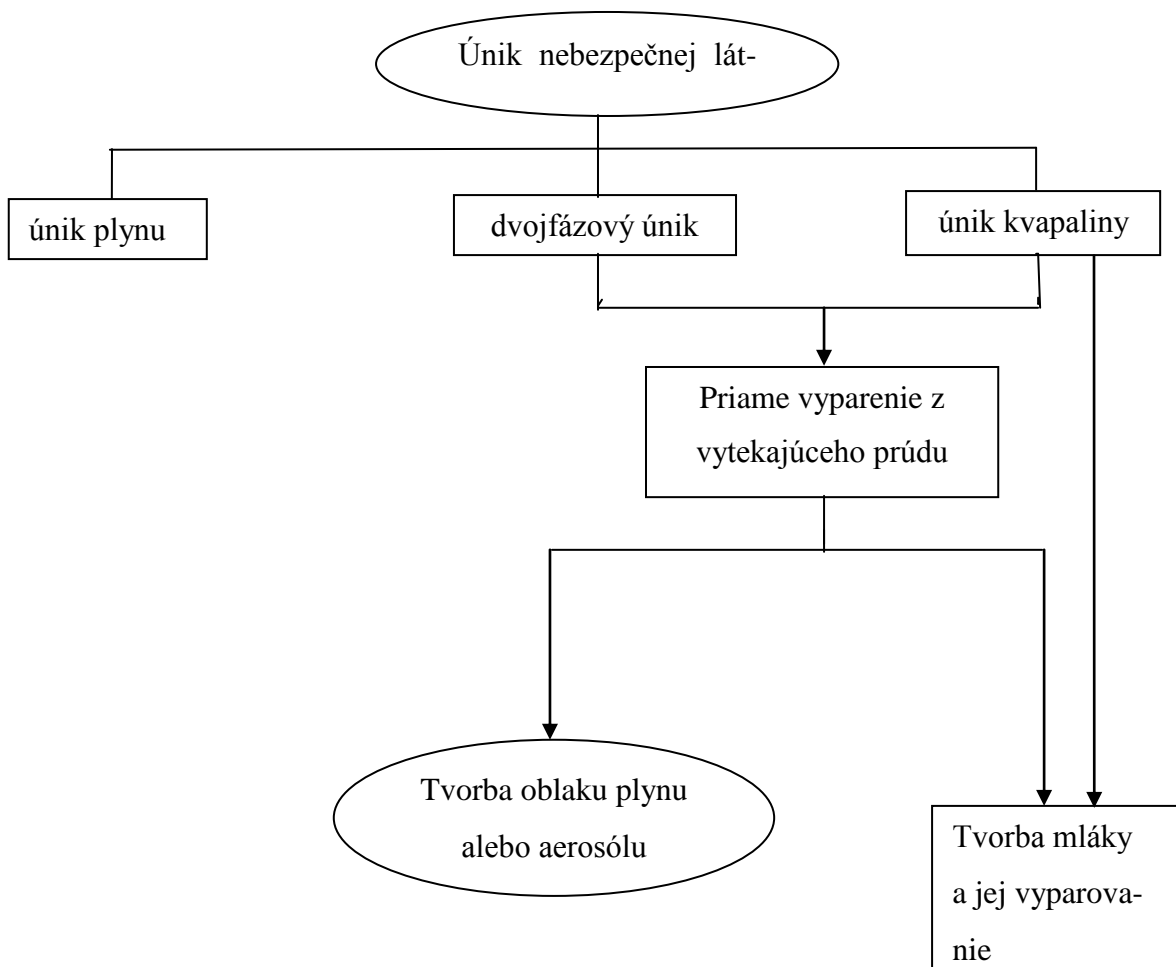 Únik nebezpečnej lát-
únik plynu
dvojfázový únik
únik kvapaliny
Priame vyparenie z
vytekajúceho prúdu
Tvorba oblaku plynu
alebo aerosólu
Tvorba mláky
a jej vyparova-
nie